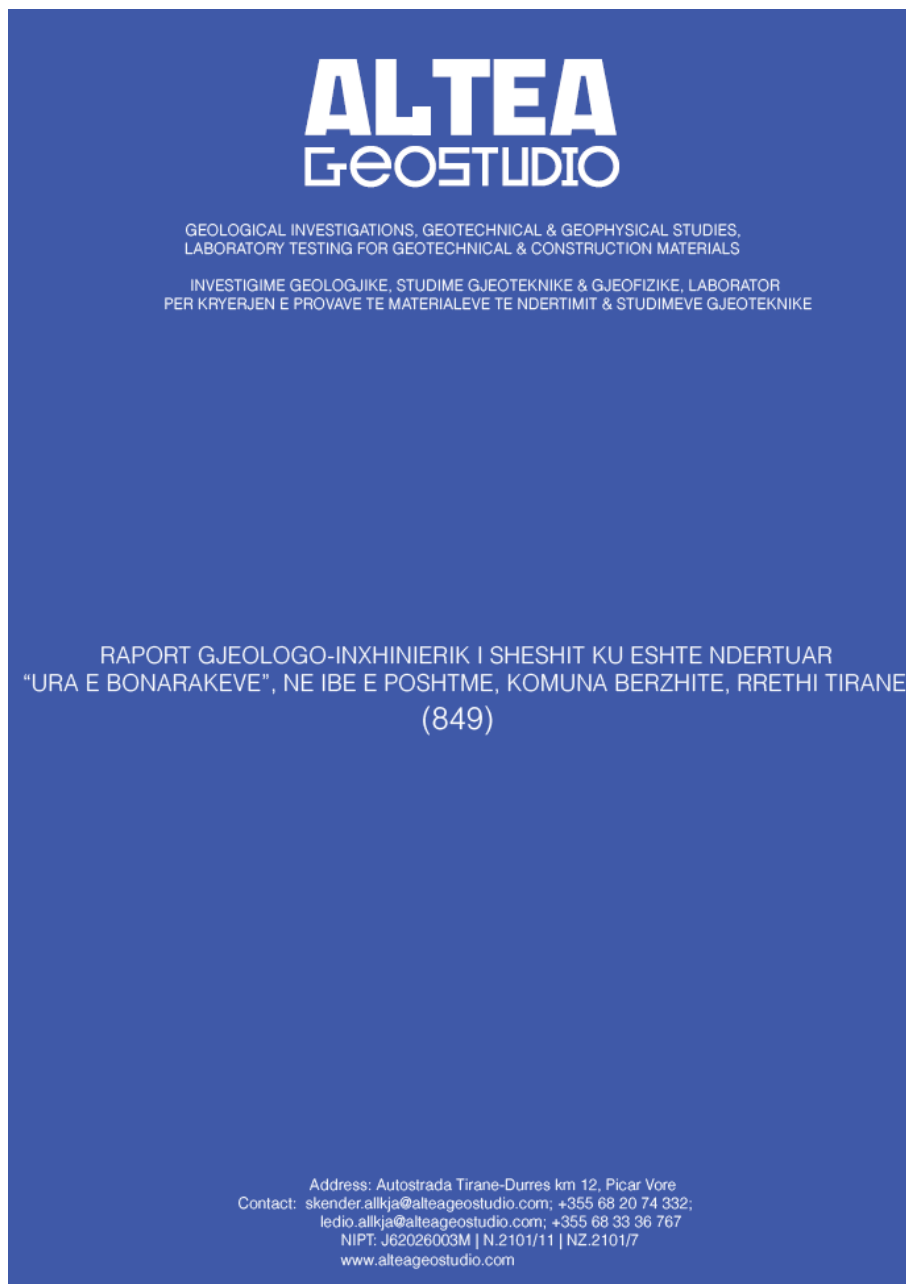 ALTEA
GEOSTUDIO
GEOLOGICAL INVESTIGATIONS, GEOTECHNICAL & GEOPHYSICAL STUDIES,
LABORATORY TESTING FOR GEOTECHNICAL & CONSTRUCTION MATERIALS
INVESTIGIME GEOLOGJIKE, STUDIME GJEOTEKNIKE & GJEOFIZIKE, LABORATOR
PER KRYERJEN E PROVAVE TE MATERIALEVE TE NDERTIMIT & STUDIMEVE GJEOTEKNIKE
RAPORT GJEOLOGO-INXHINIERIK I SHESHIT KU ESHTE NDERTUAR
“URA E BONARAKEVE”, NE IBE E POSHTME, KOMUNA BERZHITE, RRETHI TIRANE
(849)
Address: Autostrada Tirane-Durres km 12, Picar Vore
Contact: skender.allkja@alteageostudio.com; +355 68 20 74 332;
ledio.allkja@alteageostudio.com; +355 68 33 36 767
NIPT: J62026003M | N.2101/11 | NZ.2101/7
www.alteageostudio.com